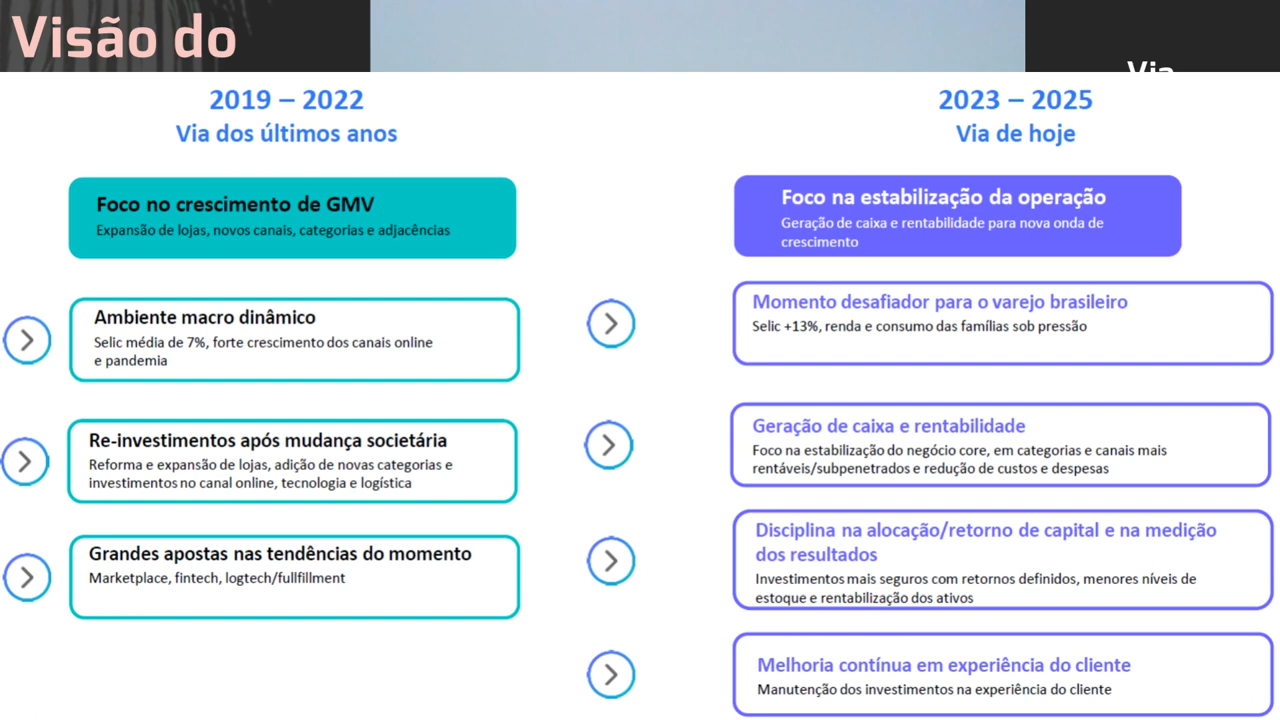 Visão do
Via
2019 – 2022
Via dos últimos anos
Foco no crescimento de GMV
Expansão de lojas, novos canais, categorias e adjacências
Ambiente macro dinâmico
Selic média de 7%, forte crescimento dos canais online
e pandemia
Re-investimentos após mudança societária
Reforma e expansão de lojas, adição de novas categorias e
investimentos no canal online, tecnologia e logística
Grandes apostas nas tendências do momento
Marketplace, fintech, logtech/fullfillment
2023 – 2025
Via de hoje
Foco na estabilização da operação
Geração de caixa e rentabilidade para nova onda de
crescimento
Momento desafiador para o varejo brasileiro
Selic +13%, renda e consumo das famílias sob pressão
Geração de caixa e rentabilidade
Foco na estabilização do negócio core, em categorias e canais mais
rentáveis/subpenetrados e redução de custos e despesas
Disciplina na alocação/retorno de capital e na medição
dos resultados
Investimentos mais seguros com retornos definidos, menores níveis de
estoque e rentabilização dos ativos
Melhoria contínua em experiência do cliente
Manutenção dos investimentos na experiência do cliente